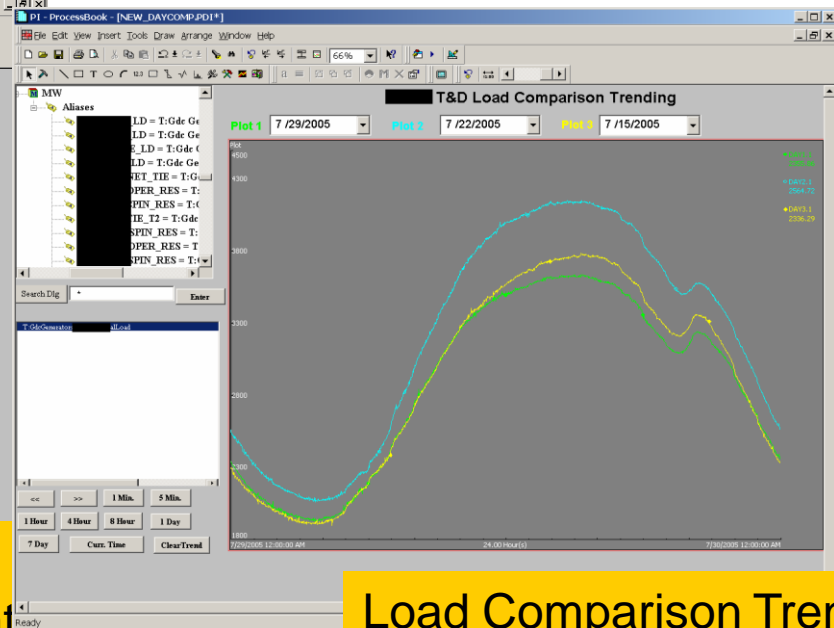 PI - ProcessBook - [NEW_DAYCOMP.PDI*]
File Edit View Insert Tools Draw Arrange Window Help
66%
MW
Aliases
_LD = T:Gdc Ge
LD = T:Gdc Ge
E_LD = T:Gdc G
LD = T:Gdc Ge
NET_TIE = T:G
OPER_RES = T:
SPIN_RES = T:G
TIE_T2 = T:Gdc
SPIN_RES = T:
OPER_RES = T
SPIN_RES = T:G
Search Dlg
*
Enter
T:GdcGenerator
alLoad
<< >> 1 Min. 5 Min.
1 Hour 4 Hour 8 Hour 1 Day
7 Day Curr. Time ClearTrend
T&D Load Comparison Trending
Plot 1 7 /29/2005 Plot 2 7 /22/2005 Plot 3 7 /15/2005
Plot
4500
4300
3800
3300
2800
2300
1800
DAY2.1
2564.72
DAY3.1
2336.29
7/29/2005 12:00:00 AM 24.00 Hour(s) 7/30/2005 12:00:00 AM
Ready
Load Comparison Tren